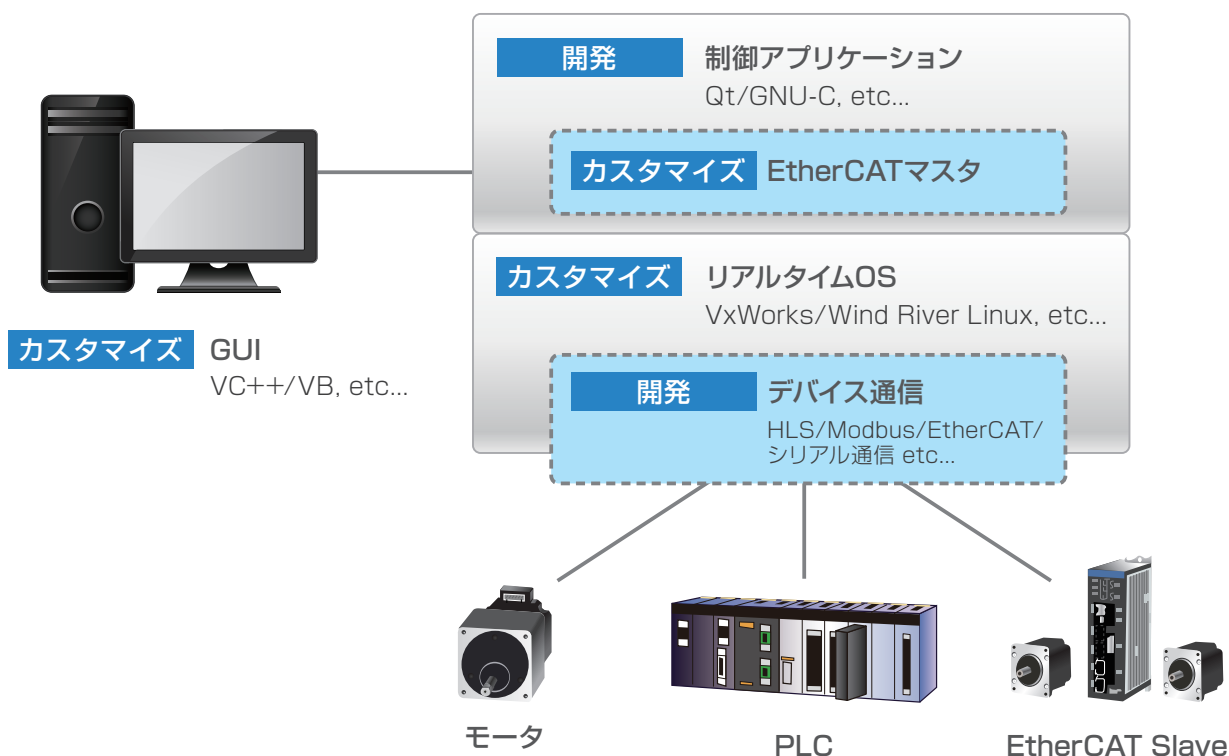 開発 制御アプリケーション
Qt/GNU-C, etc...
カスタマイズ EtherCATマスタ
カスタマイズ リアルタイムOS
VxWorks/Wind River Linux, etc...
カスタマイズ GUI
VC++/VB, etc...
開発 デバイス通信
HLS/Modbus/EtherCAT/
シリアル通信 etc...
モータ
PLC
EtherCAT Slave